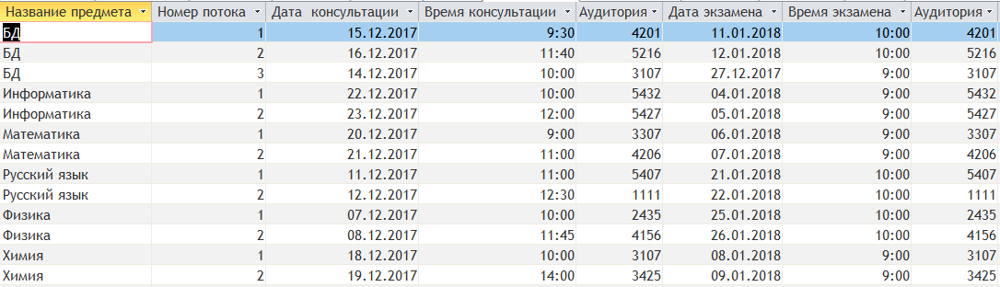 Название предмета Номер потока Дата консультации Время консультации Аудитория Дата экзамена Время экзамена Аудитория
БД 1 15.12.2017 9:30 4201 11.01.2018 10:00 4201
БД 2 16.12.2017 11:40 5216 12.01.2018 10:00 5216
БД 3 14.12.2017 10:00 3107 27.12.2017 9:00 3107
Информатика 1 22.12.2017 10:00 5432 04.01.2018 9:00 5432
Информатика 2 23.12.2017 12:00 5427 05.01.2018 9:00 5427
Математика 1 20.12.2017 9:00 3307 06.01.2018 9:00 3307
Математика 2 21.12.2017 11:00 4206 07.01.2018 9:00 4206
Русский язык 1 11.12.2017 11:00 5407 21.01.2018 10:00 5407
Русский язык 2 12.12.2017 12:30 1111 22.01.2018 10:00 1111
Физика 1 07.12.2017 10:00 2435 25.01.2018 10:00 2435
Физика 2 08.12.2017 11:45 4156 26.01.2018 10:00 4156
Химия 1 18.12.2017 10:00 3107 08.01.2018 9:00 3107
Химия 2 19.12.2017 14:00 3425 09.01.2018 9:00 3425